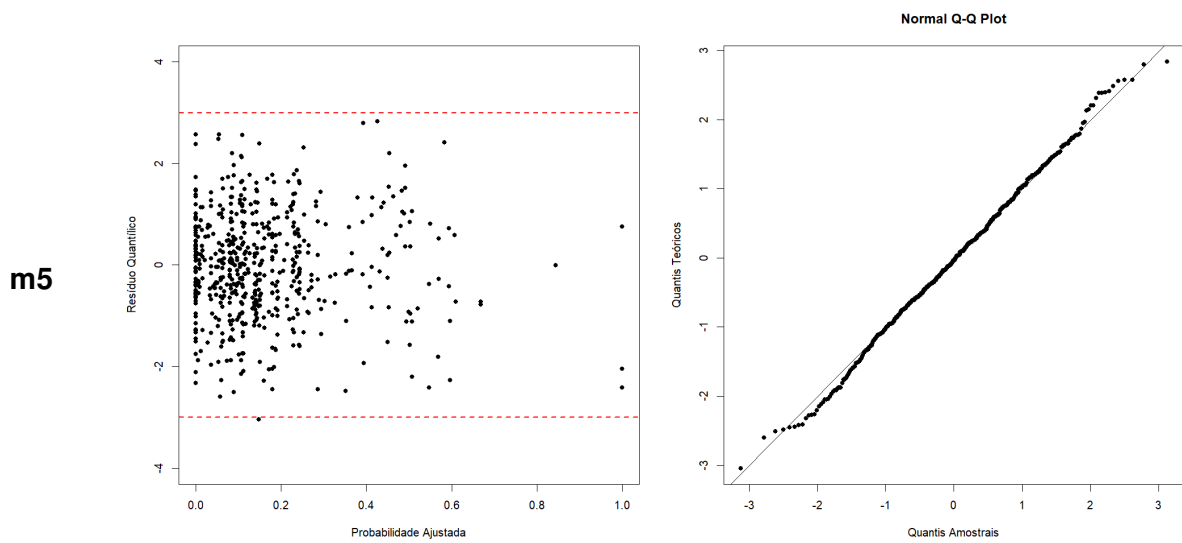 m5
4
2
0
-2
-4
Resíduo Quantílico
0.0 0.2 0.4 0.6 0.8 1.0
Probabilidade Ajustada
Normal Q-Q Plot
3
2
1
0
-1
-2
-3
Quantis Teóricos
-3 -2 -1 0 1 2 3
Quantis Amostrais